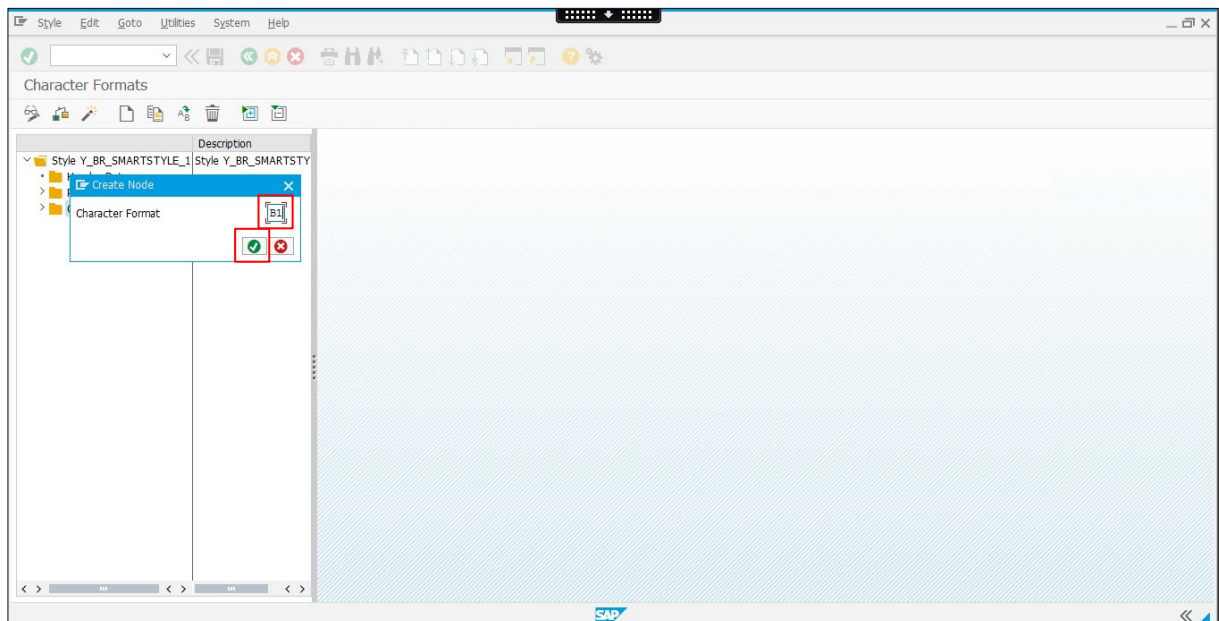 Style Edit Goto Utilities System Help
Character Formats
Description
Style Y_BR_SMARTSTYLE_1 Style Y_BR_SMARTSTY
Create Node
Character Format B1
SAP